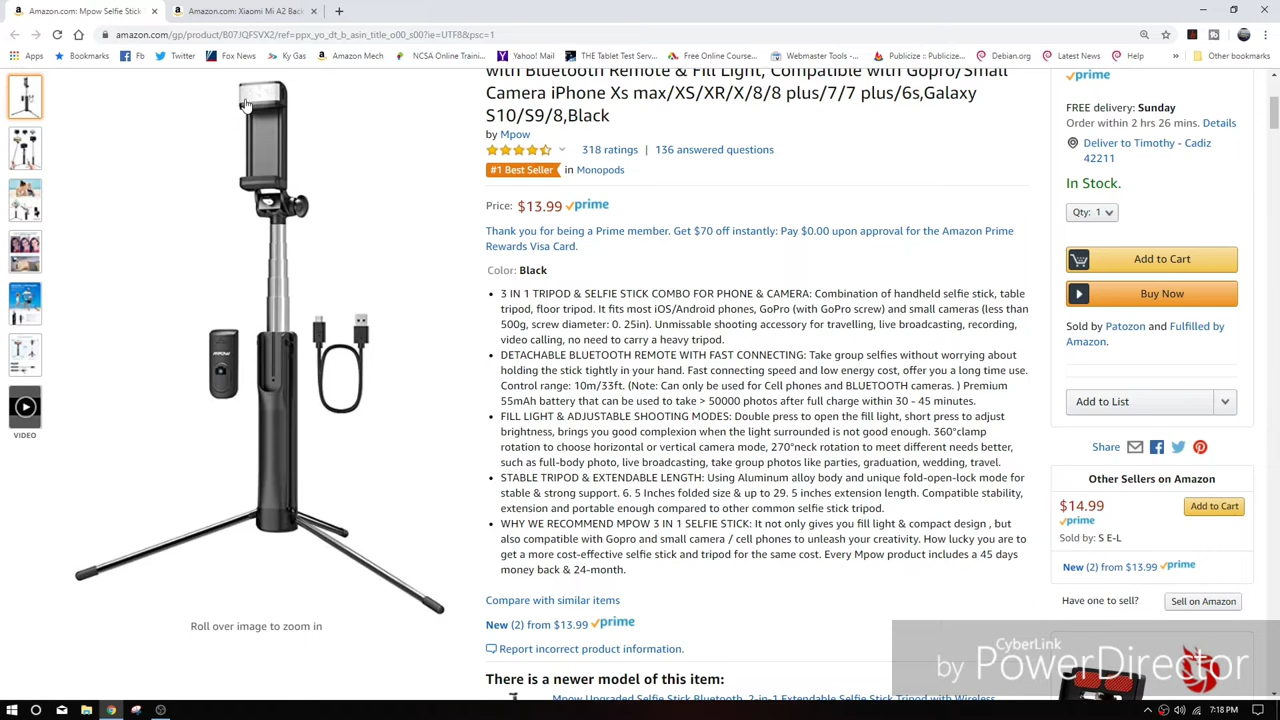 Amazon.com: Mpow Selfie Stick
Amazon.com: Xiaomi Mi A2 Back
amazon.com/gp/product/B07JQFSVX2/ref=ppx_yo_dt_b_asin_title_o00_s00?ie=UTF8&psc=1
Apps
Bookmarks
Fb
Twitter
Fox News
Ky Gas
Amazon Mech
NCSA Online Traini...
Yahoo! Mail
THE Tablet Test Serv...
Free Online Course...
Webmaster Tools -...
Publicize :: Publicize...
Debian.org
Latest News
Help
»
Other bookmarks
with Bluetooth Remote & Fill Light, Compatible with Gopro/Small
Camera iPhone Xs max/XS/XR/X/8/8 plus/7/7 plus/6s,Galaxy
S10/S9/8,Black
by Mpow
318 ratings | 136 answered questions
#1 Best Seller in Monopods
Price: $13.99 prime
Thank you for being a Prime member. Get $70 off instantly: Pay $0.00 upon approval for the Amazon Prime
Rewards Visa Card.
Color: Black
• 3 IN 1 TRIPOD & SELFIE STICK COMBO FOR PHONE & CAMERA: Combination of handheld selfie stick, table
tripod, floor tripod. It fits most iOS/Android phones, GoPro (with GoPro screw) and small cameras (less than
500g, screw diameter: 0. 25in). Unmissable shooting accessory for travelling, live broadcasting, recording,
video calling, no need to carry a heavy tripod.
• DETACHABLE BLUETOOTH REMOTE WITH FAST CONNECTING: Take group selfies without worrying about
holding the stick tightly in your hand. Fast connecting speed and low energy cost, offer you a long time use.
Control range: 10m/33ft. (Note: Can only be used for Cell phones and BLUETOOTH cameras. ) Premium
55mAh battery that can be used to take > 50000 photos after full charge within 30 - 45 minutes.
• FILL LIGHT & ADJUSTABLE SHOOTING MODES: Double press to open the fill light, short press to adjust
brightness, brings you good complexion when the light surrounded is not good enough. 360°clamp
rotation to choose horizontal or vertical camera mode, 270°neck rotation to meet different needs better,
such as full-body photo, live broadcasting, take group photos like parties, graduation, wedding, travel.
• STABLE TRIPOD & EXTENDABLE LENGTH: Using Aluminum alloy body and unique fold-open-lock mode for
stable & strong support. 6. 5 Inches folded size & up to 29. 5 inches extension length. Compatible stability,
extension and portable enough compared to other common selfie stick tripod.
• WHY WE RECOMMEND MPOW 3 IN 1 SELFIE STICK: It not only gives you fill light & compact design , but
also compatible with Gopro and small camera / cell phones to unleash your creativity. How lucky you are to
get a more cost-effective selfie stick and tripod for the same cost. Every Mpow product includes a 45 days
money back & 24-month.
Compare with similar items
New (2) from $13.99 prime
Report incorrect product information.
There is a newer model of this item:
Mpow Upgraded Selfie Stick Bluetooth, 2-in-1 Extendable Selfie Stick Tripod with Wireless
MPOW
VIDEO
Roll over image to zoom in
prime
FREE delivery: Sunday
Order within 2 hrs 26 mins. Details
Deliver to Timothy - Cadiz
42211
In Stock.
Qty: 1
Add to Cart
Buy Now
Sold by Patozon and Fulfilled by
Amazon.
Add to List
Share
Other Sellers on Amazon
$14.99
Add to Cart
prime
Sold by: S E-L
New (2) from $13.99 prime
Have one to sell?
Sell on Amazon
CyberLink
by PowerDirector
7:18 PM